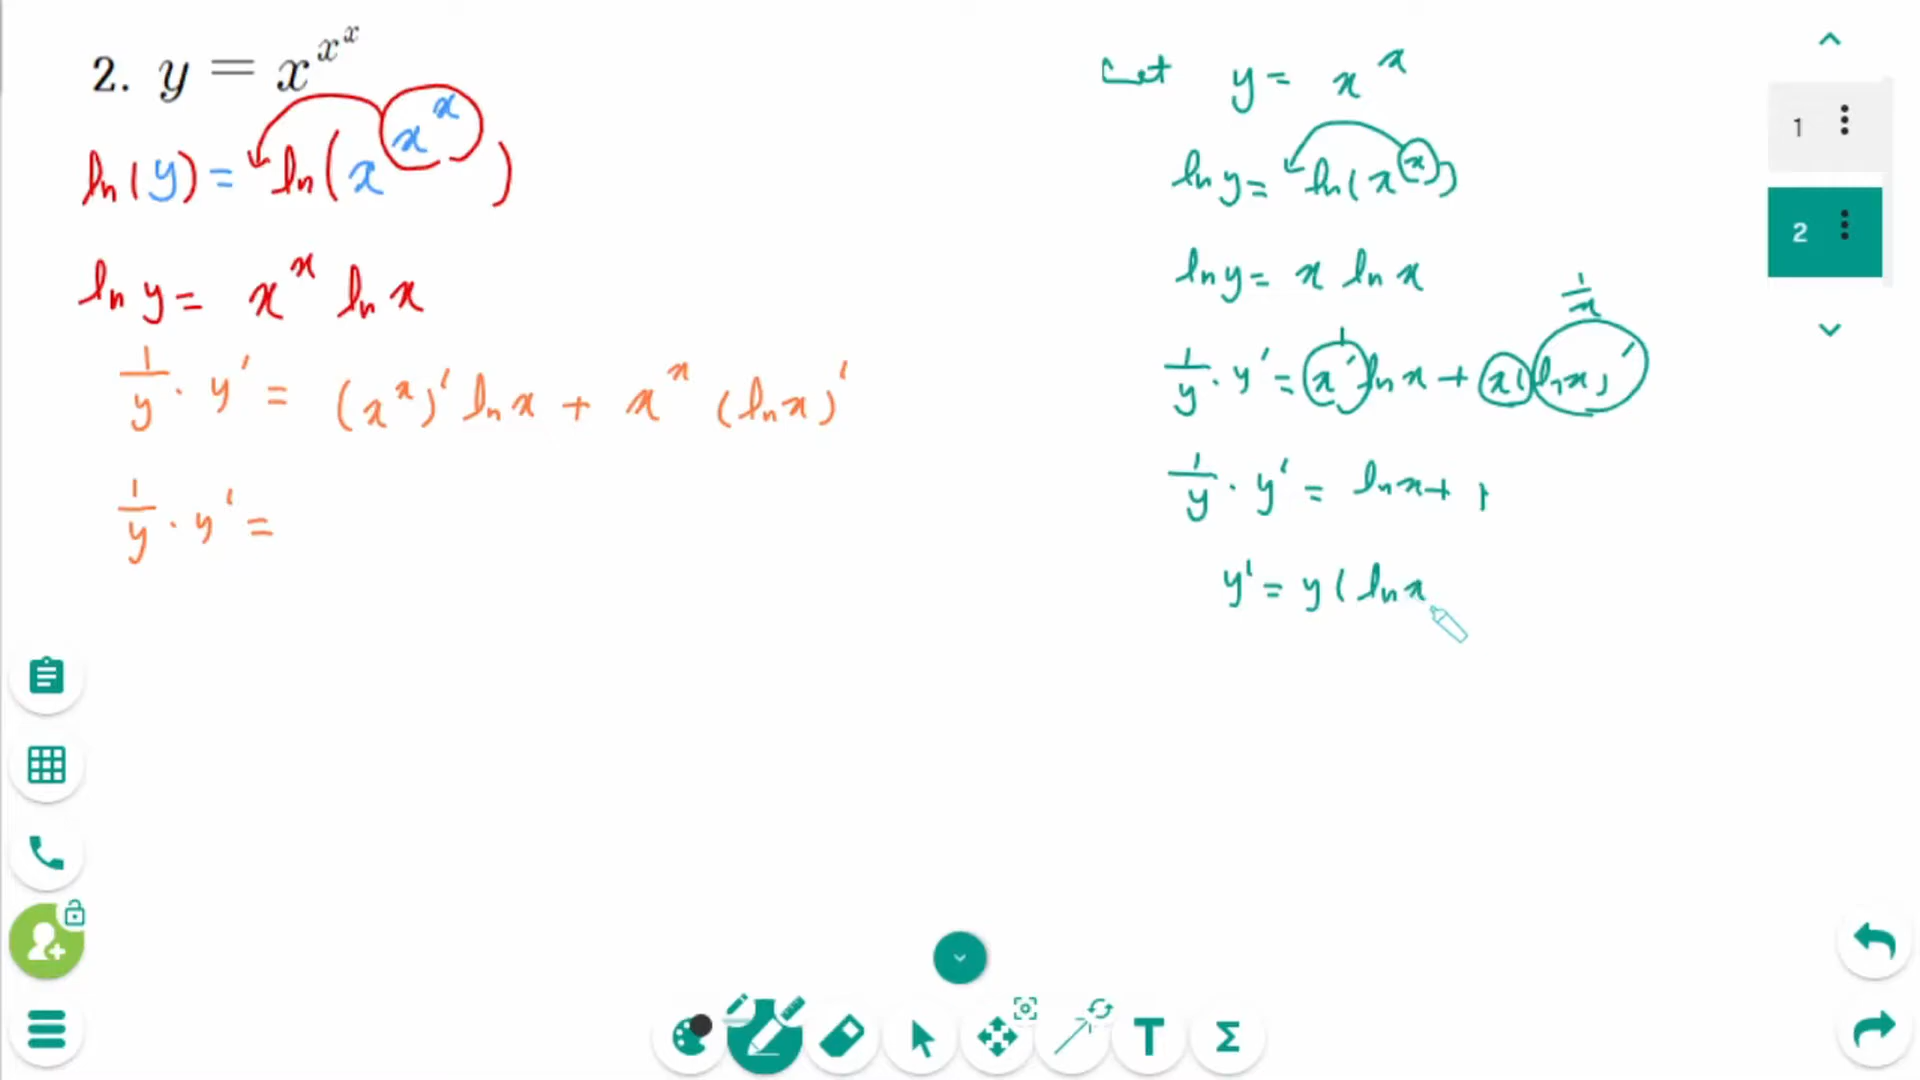 2. y = x^{x^x}
ln(y) = ln(x^{x^x})
ln y = x^x ln x
1/y · y' = (x^x)' ln x + x^x (ln x)'
1/y · y' =
Let y = x^x
ln y = ln(x^x)
ln y = x ln x
1/x
1
1/y · y' = x' ln x + x(ln x)'
1/y · y' = ln x + 1
y' = y ( ln x
1
2
T
Σ